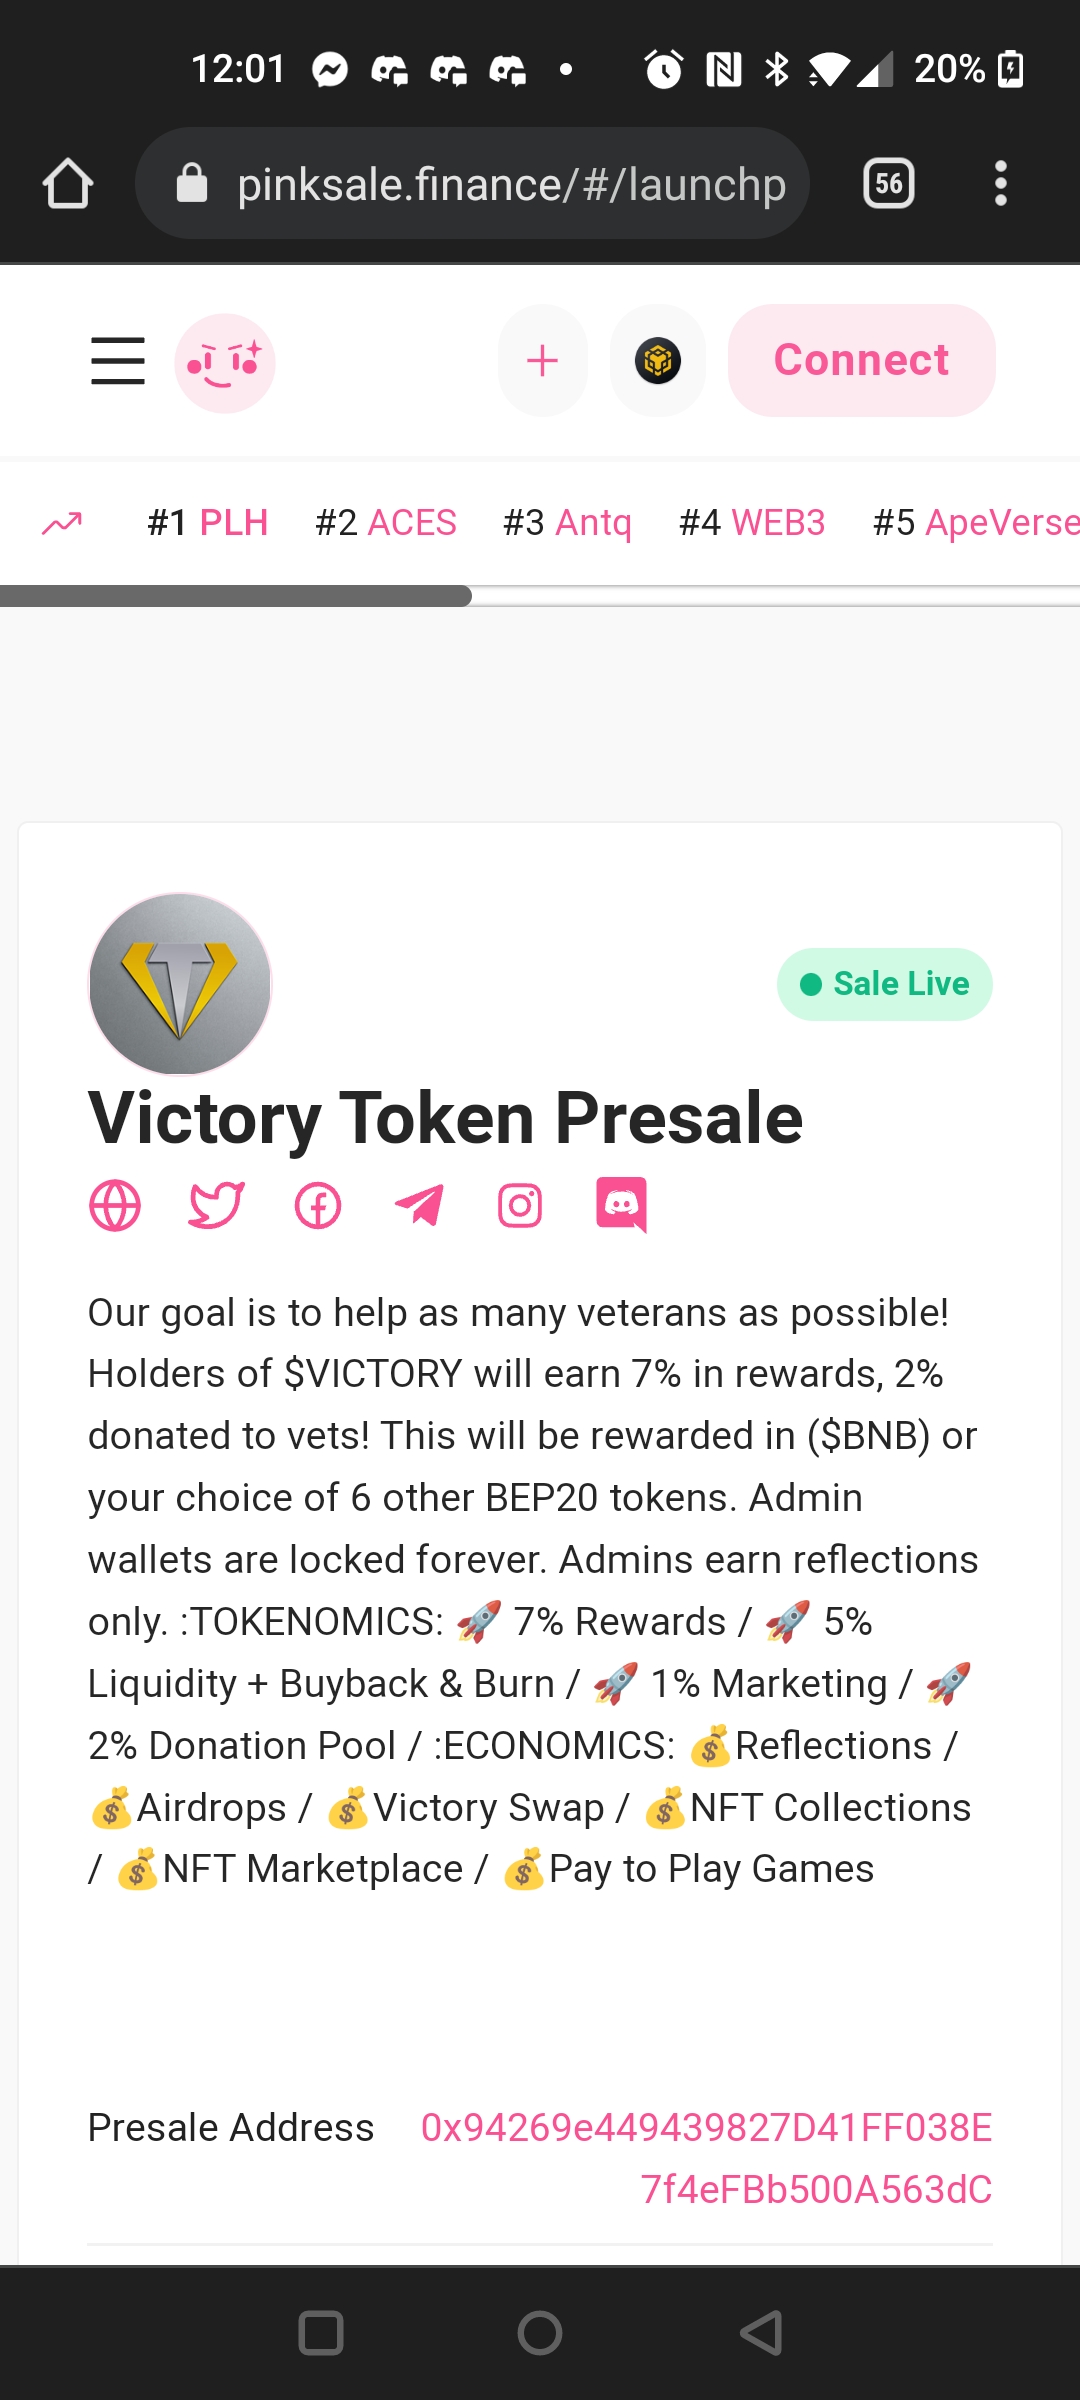 12:01 20%
pinksale.finance/#/launchp 56
Connect
#1 PLH #2 ACES #3 Antq #4 WEB3 #5 ApeVerse
Sale Live
Victory Token Presale
Our goal is to help as many veterans as possible!
Holders of $VICTORY will earn 7% in rewards, 2%
donated to vets! This will be rewarded in ($BNB) or
your choice of 6 other BEP20 tokens. Admin
wallets are locked forever. Admins earn reflections
only. :TOKENOMICS: 🚀 7% Rewards / 🚀 5%
Liquidity + Buyback & Burn / 🚀 1% Marketing / 🚀
2% Donation Pool / :ECONOMICS: 💰Reflections /
💰Airdrops / 💰Victory Swap / 💰NFT Collections
/ 💰NFT Marketplace / 💰Pay to Play Games
Presale Address 0x94269e449439827D41FF038E
7f4eFBb500A563dC